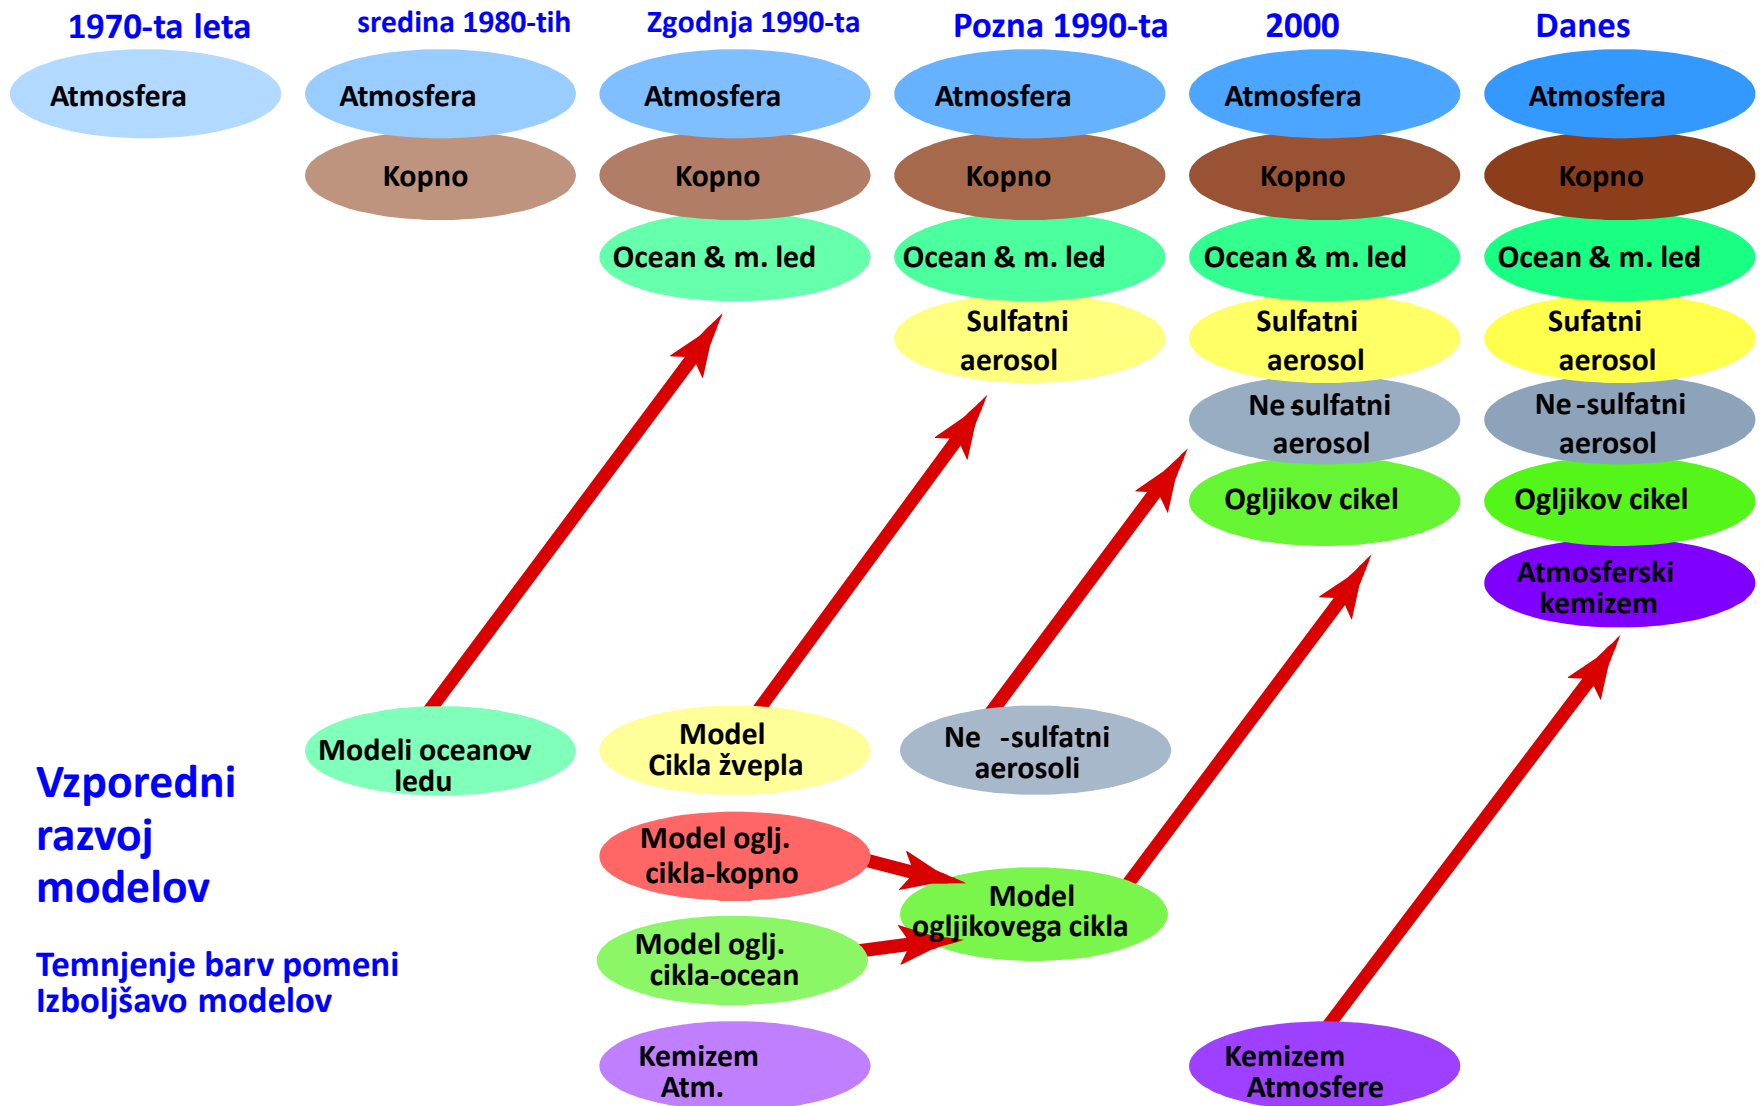 1970-ta leta
sredina 1980-tih
Zgodnja 1990-ta
Pozna 1990-ta
2000
Danes
Atmosfera
Atmosfera
Atmosfera
Atmosfera
Atmosfera
Atmosfera
Kopno
Kopno
Kopno
Kopno
Kopno
Ocean & m. led
Ocean & m. led
Ocean & m. led
Ocean & m. led
Sulfatni
aerosol
Sulfatni
aerosol
Sufatni
aerosol
Ne-sulfatni
aerosol
Ne-sulfatni
aerosol
Ogljikov cikel
Ogljikov cikel
Atmosferski
kemizem
Modeli oceanov-
ledu
Model
Cikla žvepla
Ne -sulfatni
aerosoli
Vzporedni
razvoj
modelov
Model oglj.
cikla-kopno
Model
ogljikovega cikla
Model oglj.
cikla-ocean
Temnjenje barv pomeni
Izboljšavo modelov
Kemizem
Atm.
Kemizem
Atmosfere